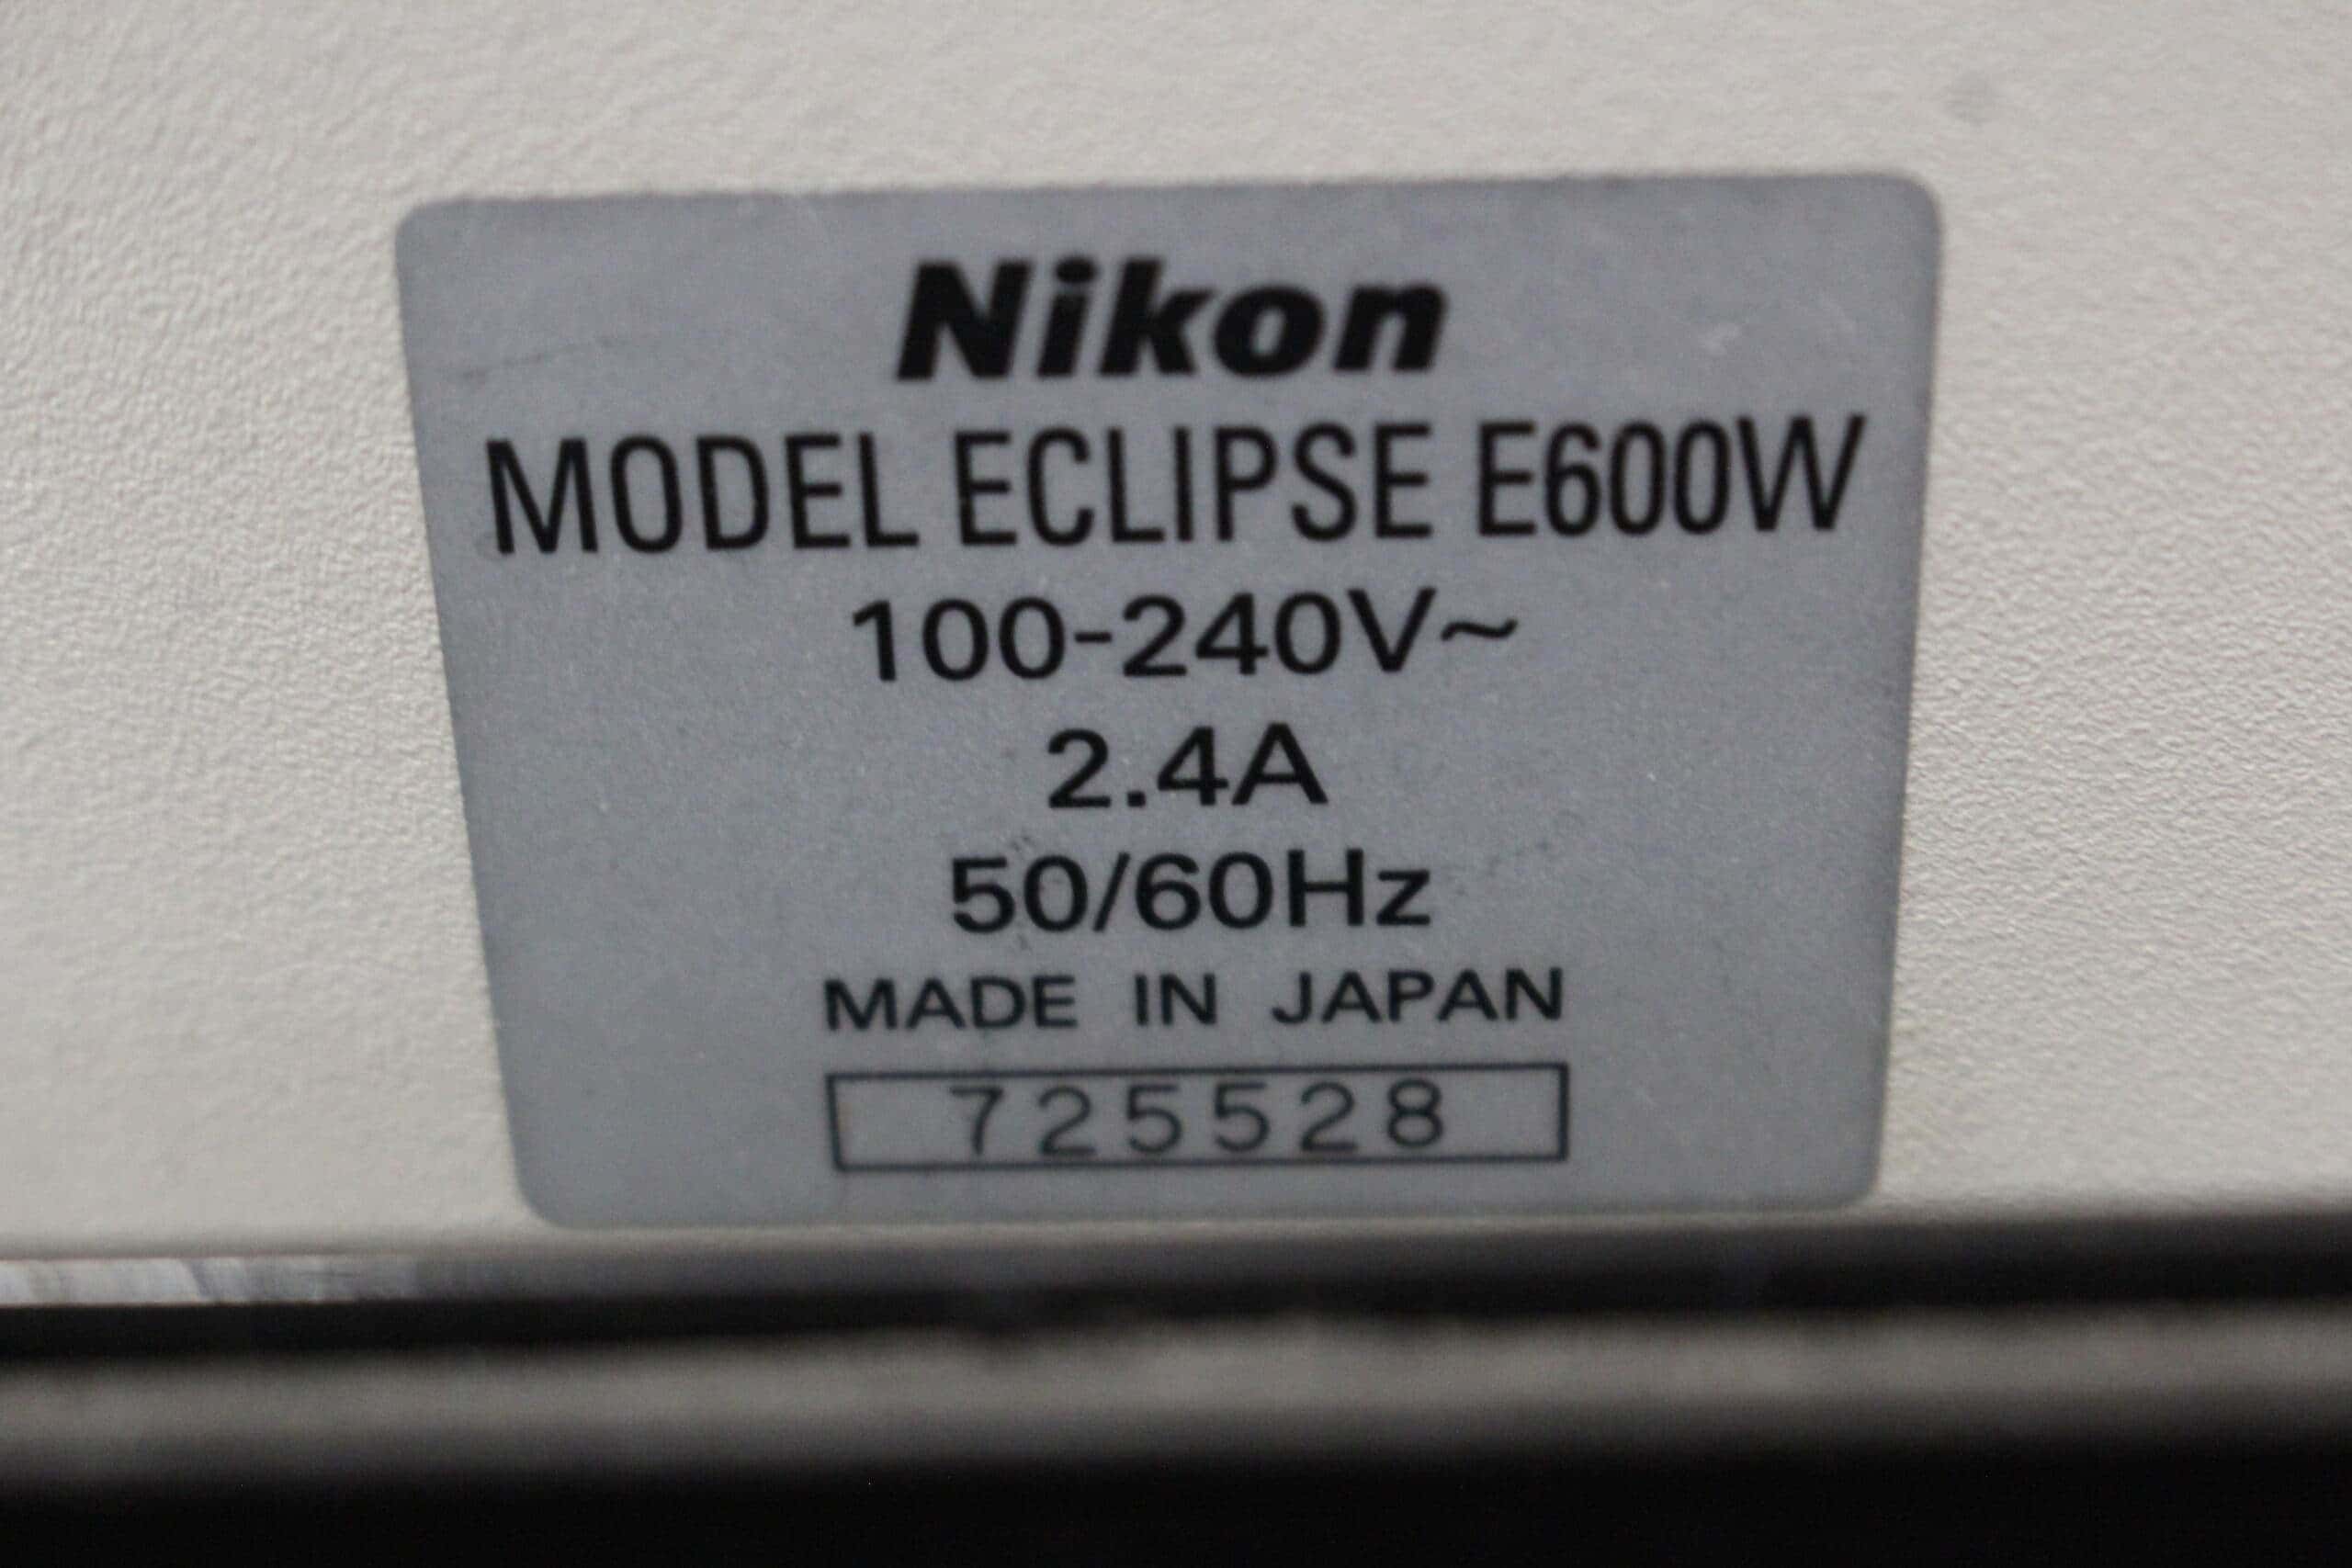 Nikon
MODEL ECLIPSE E600W
100-240V~
2.4A
50/60Hz
MADE IN JAPAN
725528